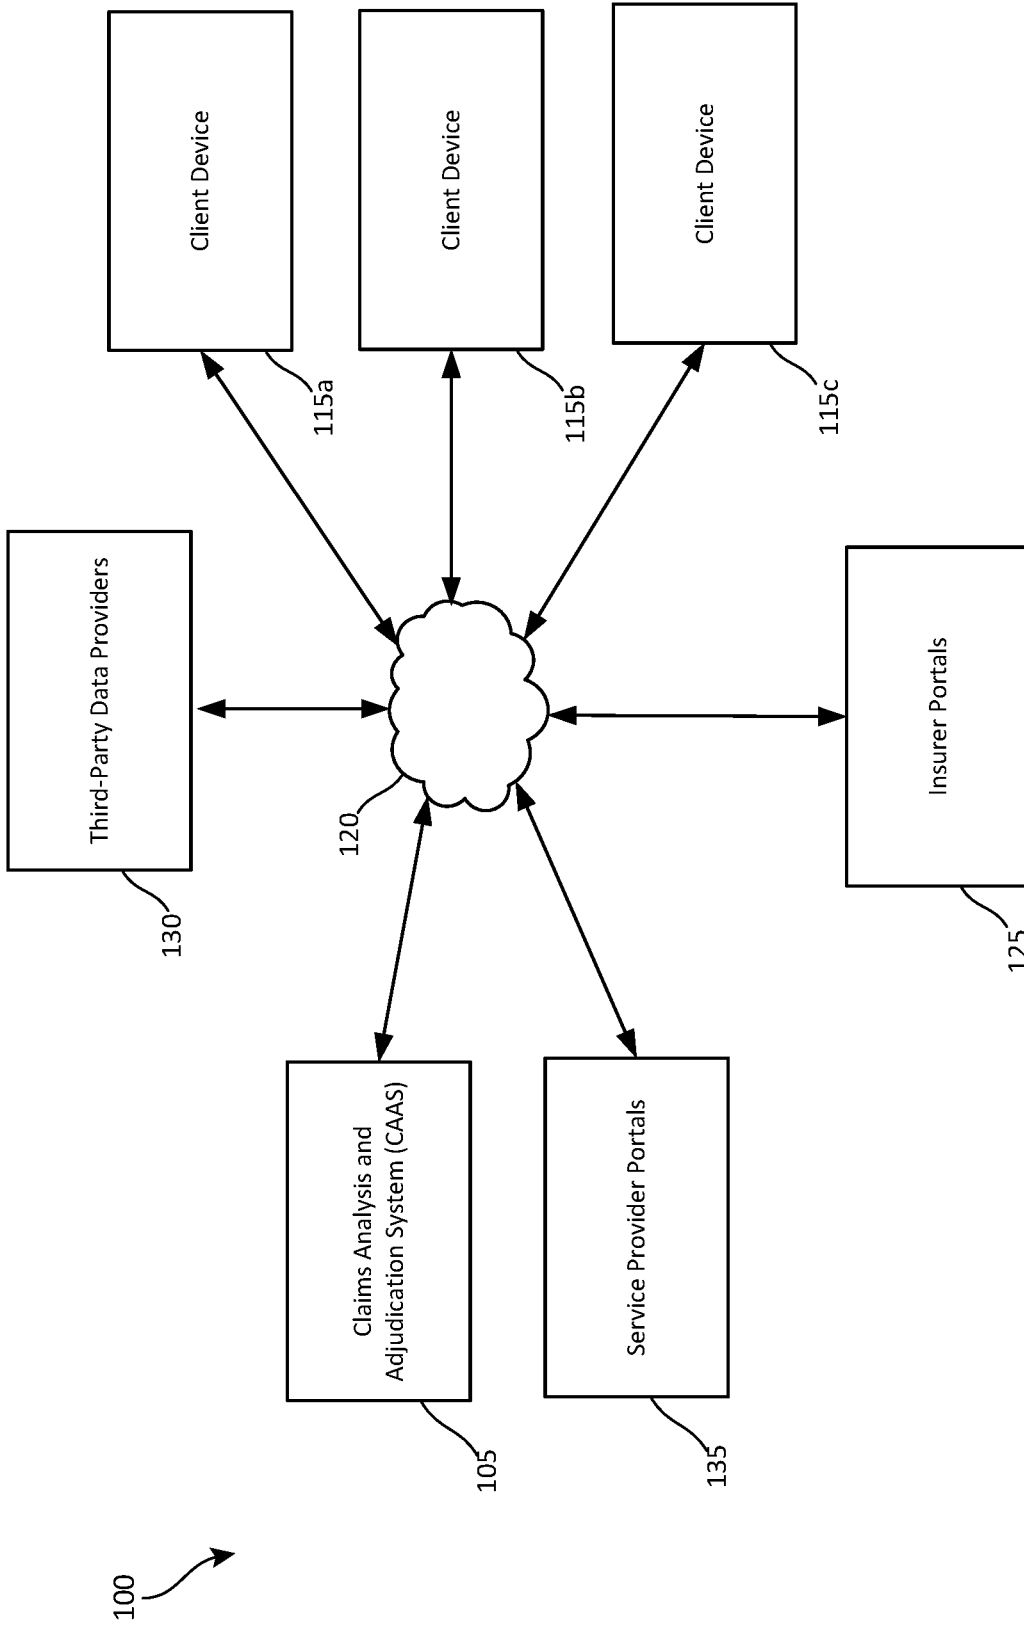 100
Third-Party Data Providers
130
Claims Analysis and
Adjudication System (CAAS)
105
Service Provider Portals
135
120
Insurer Portals
125
Client Device
115a
Client Device
115b
Client Device
115c